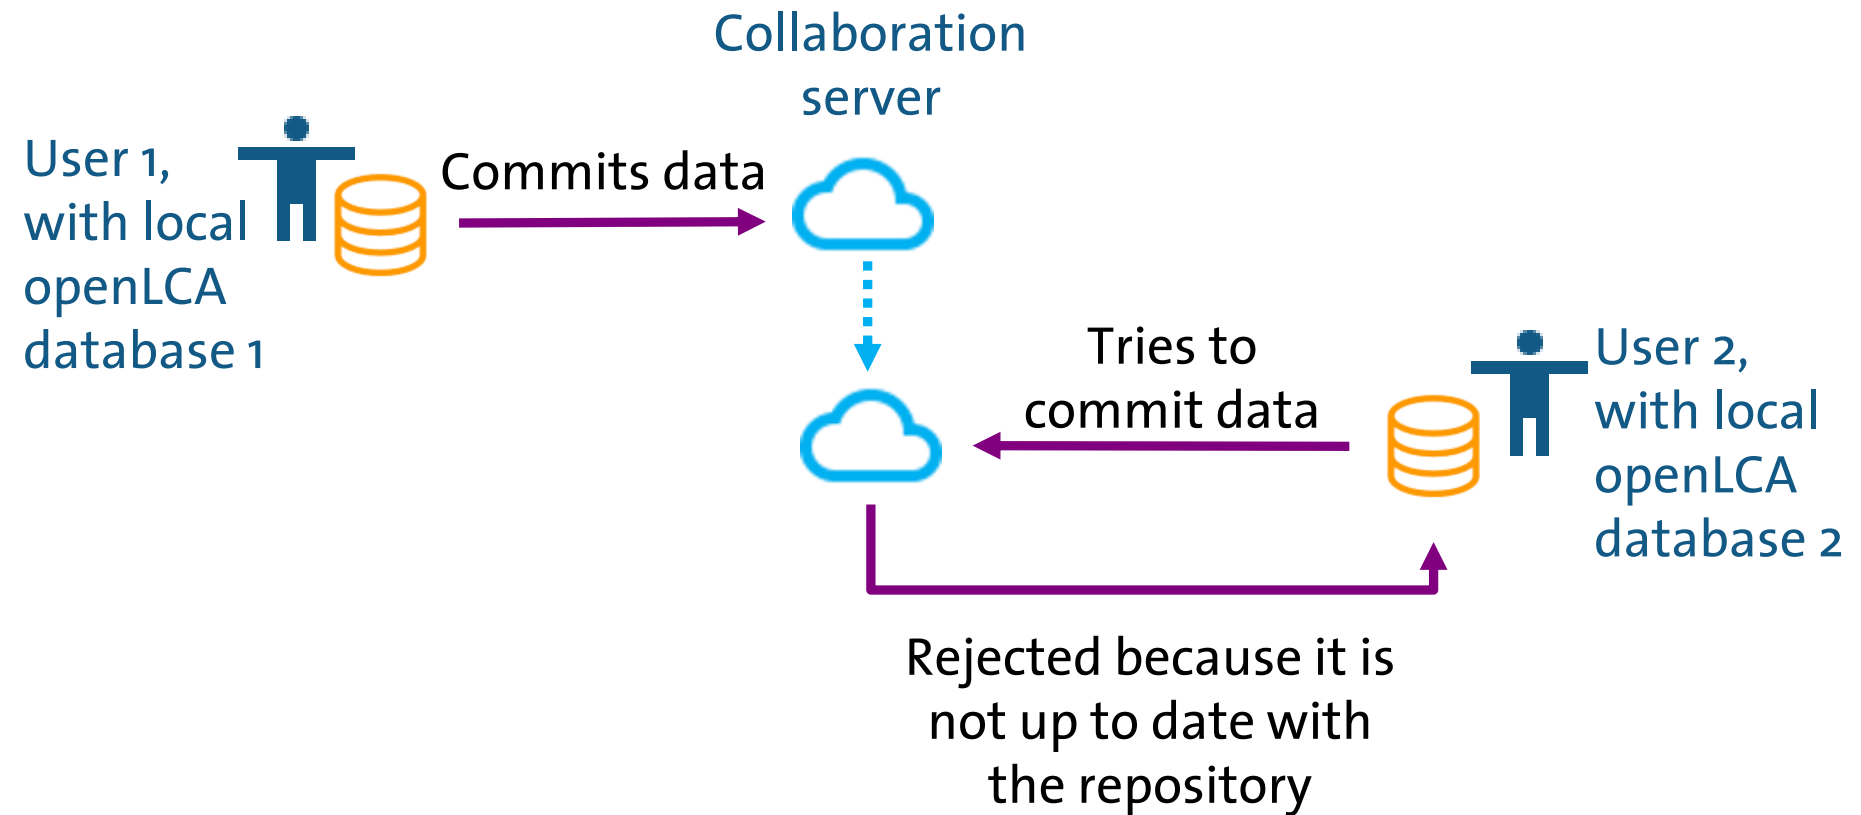 Collaboration
server
User 1,
with local
openLCA
database 1
Commits data
Tries to
commit data
User 2,
with local
openLCA
database 2
Rejected because it is
not up to date with
the repository